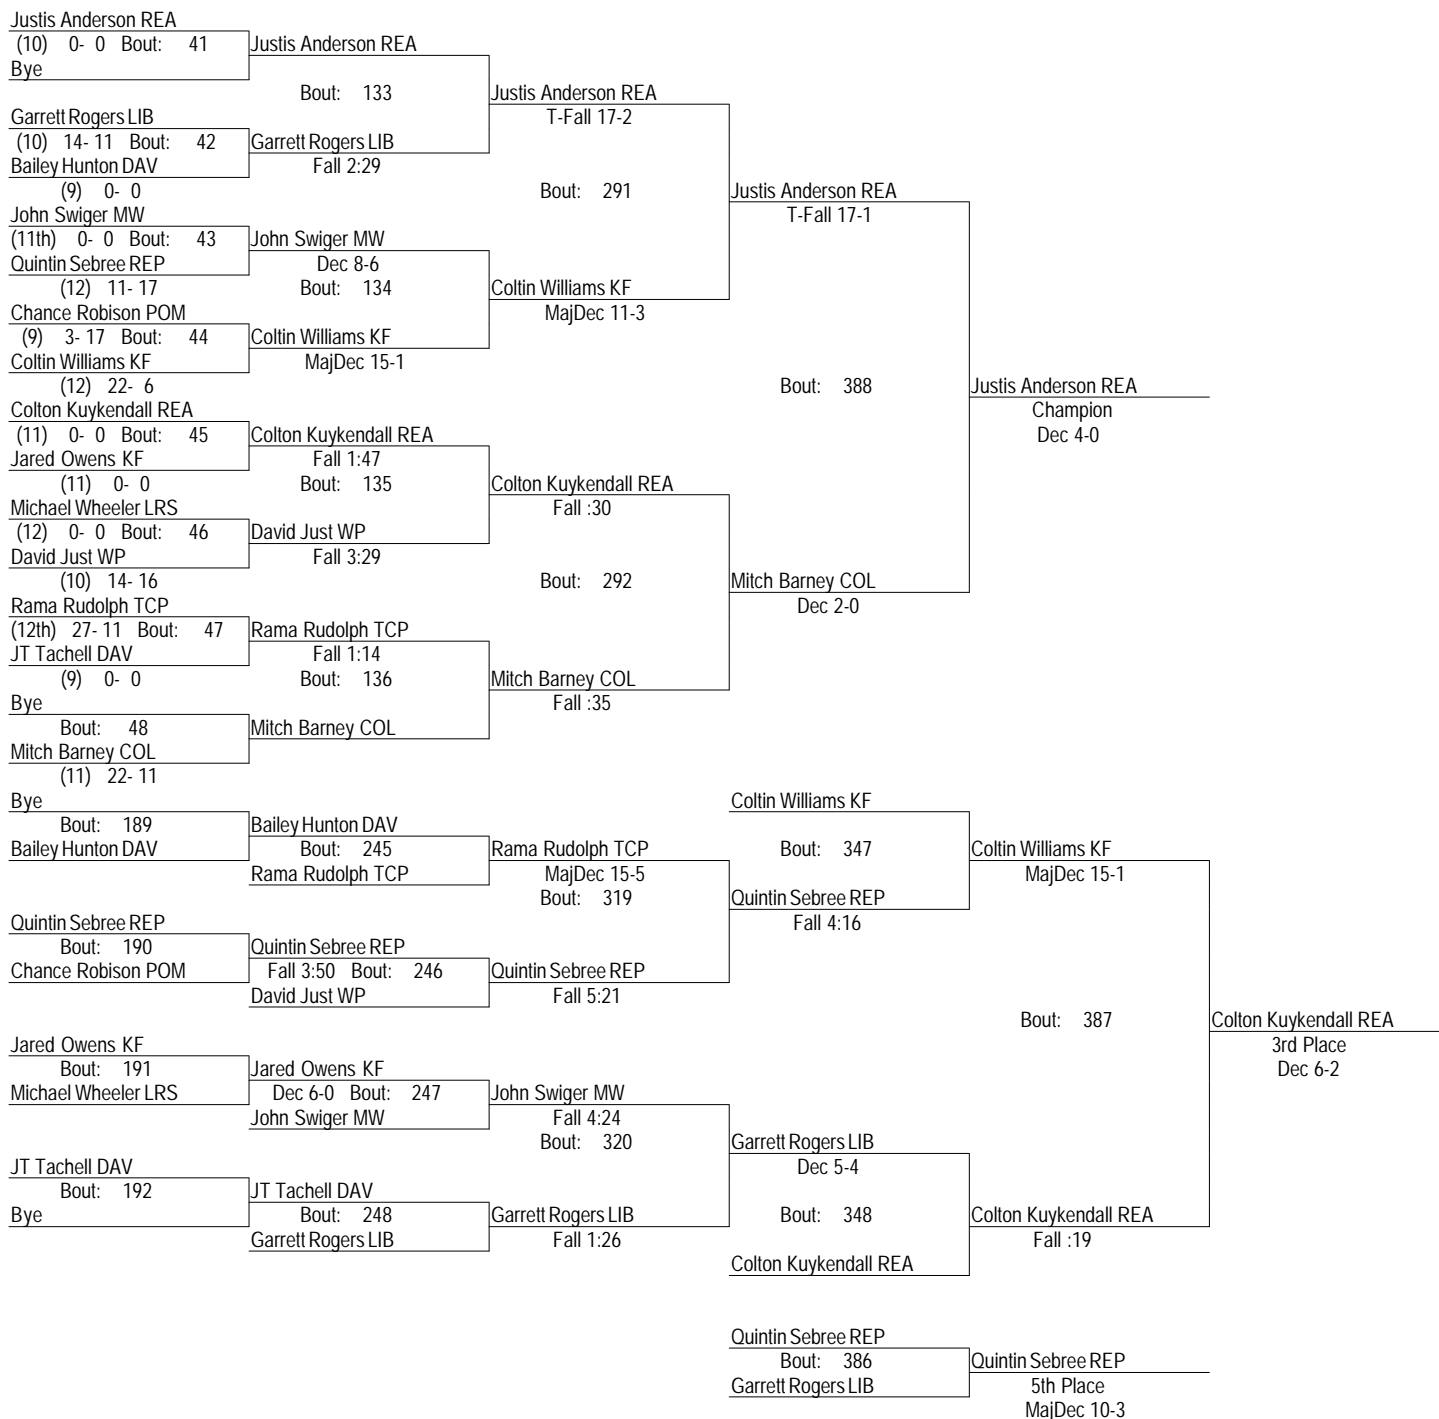 Justis Anderson REA
(10) 0- 0 Bout: 41 Justis Anderson REA
Bye
Bout: 133 Justis Anderson REA
Garrett Rogers LIB T-Fall 17-2
(10) 14- 11 Bout: 42 Garrett Rogers LIB
Bailey Hunton DAV Fall 2:29
(9) 0- 0 Bout: 291 Justis Anderson REA
John Swiger MW T-Fall 17-1
(11th) 0- 0 Bout: 43 John Swiger MW
Quintin Sebree REP Dec 8-6
(12) 11- 17 Bout: 134 Coltin Williams KF
Chance Robison POM MajDec 11-3
(9) 3- 17 Bout: 44 Coltin Williams KF
Coltin Williams KF MajDec 15-1
(12) 22- 6 Bout: 388 Justis Anderson REA
Colton Kuykendall REA Champion
(11) 0- 0 Bout: 45 Colton Kuykendall REA Dec 4-0
Jared Owens KF Fall 1:47
(11) 0- 0 Bout: 135 Colton Kuykendall REA
Michael Wheeler LRS Fall :30
(12) 0- 0 Bout: 46 David Just WP
David Just WP Fall 3:29
(10) 14- 16 Bout: 292 Mitch Barney COL
Rama Rudolph TCP Dec 2-0
(12th) 27- 11 Bout: 47 Rama Rudolph TCP
JT Tachell DAV Fall 1:14
(9) 0- 0 Bout: 136 Mitch Barney COL
Bye Fall :35
Bout: 48 Mitch Barney COL
Mitch Barney COL
(11) 22- 11
Bye Coltin Williams KF
Bout: 189 Bailey Hunton DAV
Bailey Hunton DAV Bout: 245 Rama Rudolph TCP Bout: 347 Coltin Williams KF
Rama Rudolph TCP MajDec 15-5 MajDec 15-1
Bout: 319 Quintin Sebree REP
Quintin Sebree REP Fall 4:16
Bout: 190 Quintin Sebree REP
Chance Robison POM Fall 3:50 Bout: 246 Quintin Sebree REP
David Just WP Fall 5:21
Bout: 387 Colton Kuykendall REA
Jared Owens KF 3rd Place
Bout: 191 Jared Owens KF Dec 6-2
Michael Wheeler LRS Dec 6-0 Bout: 247 John Swiger MW
John Swiger MW Fall 4:24
Bout: 320 Garrett Rogers LIB
JT Tachell DAV Dec 5-4
Bout: 192 JT Tachell DAV
Bye Bout: 248 Garrett Rogers LIB Bout: 348 Colton Kuykendall REA
Garrett Rogers LIB Fall 1:26 Fall :19
Colton Kuykendall REA
Quintin Sebree REP
Bout: 386 Quintin Sebree REP
Garrett Rogers LIB 5th Place
MajDec 10-3